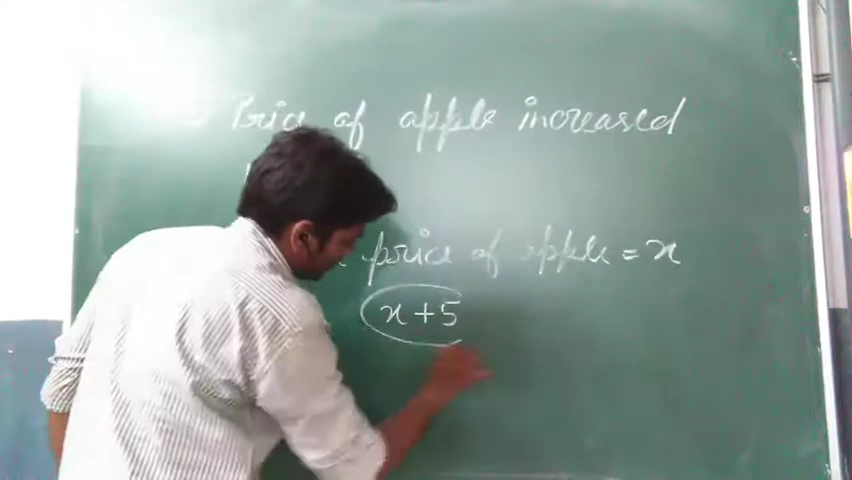 Price of apple increased
price of apple = x
x + 5